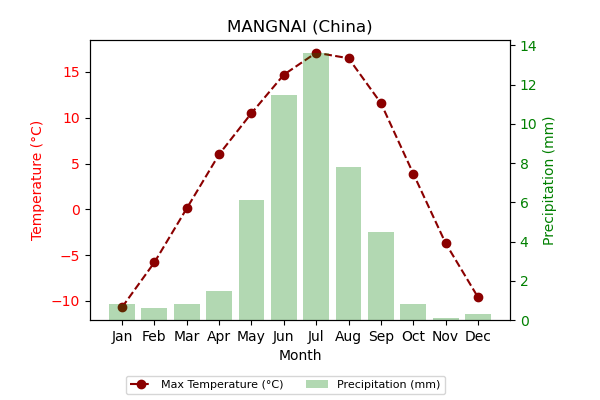 MANGNAI (China)
Temperature (°C)
15
10
5
0
−5
−10
14
12
10
8
6
4
2
0
Precipitation (mm)
Jan Feb Mar Apr May Jun Jul Aug Sep Oct Nov Dec
Month
Max Temperature (°C) Precipitation (mm)